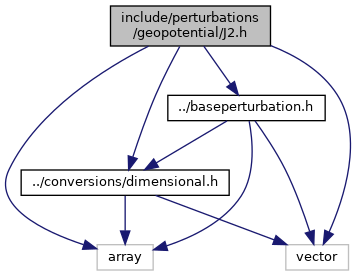 include/perturbations
/geopotential/J2.h
../baseperturbation.h
../conversions/dimensional.h
array
vector